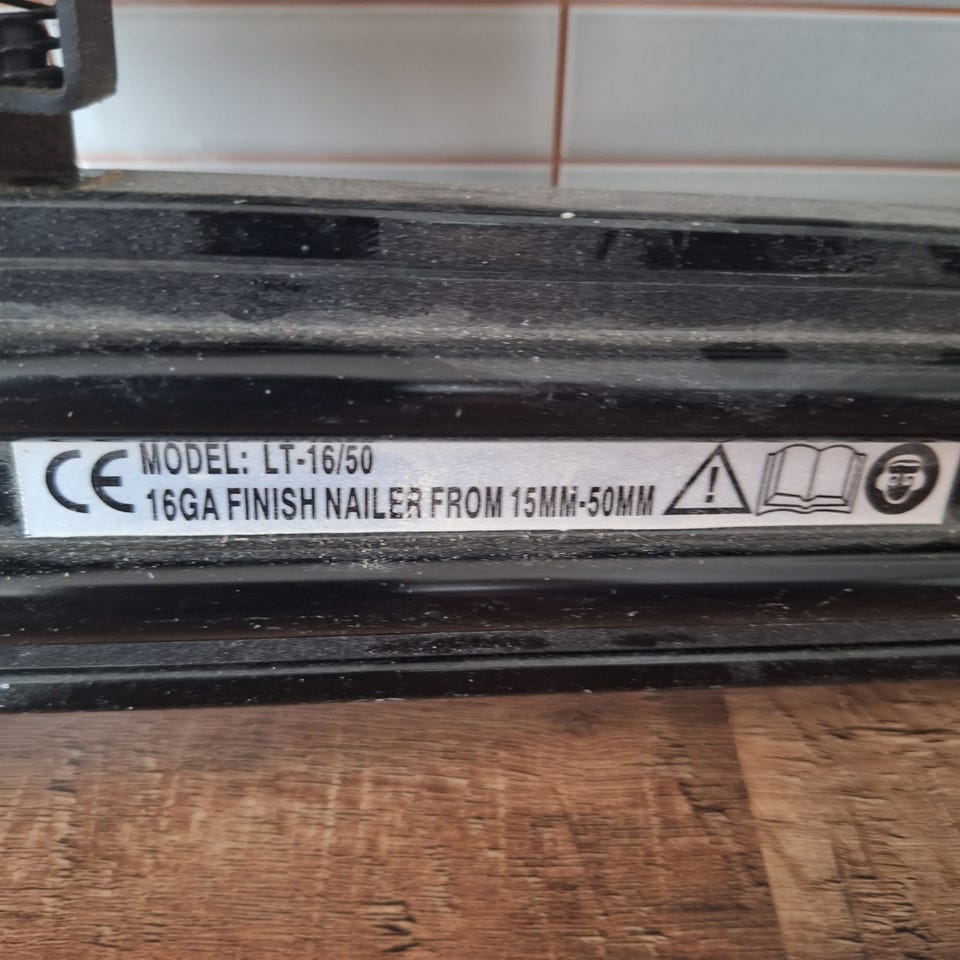 CE
MODEL: LT-16/50
16GA FINISH NAILER FROM 15MM-50MM